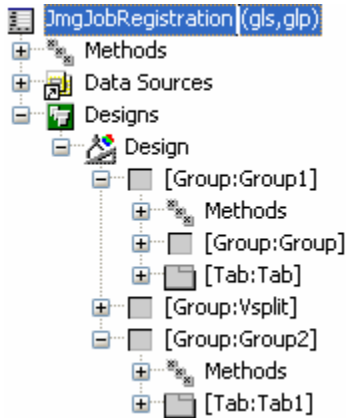 JmgJobRegistration (gls,glp)
Methods
Data Sources
Designs
Design
[Group:Group1]
Methods
[Group:Group]
[Tab:Tab]
[Group:Vsplit]
[Group:Group2]
Methods
[Tab:Tab1]